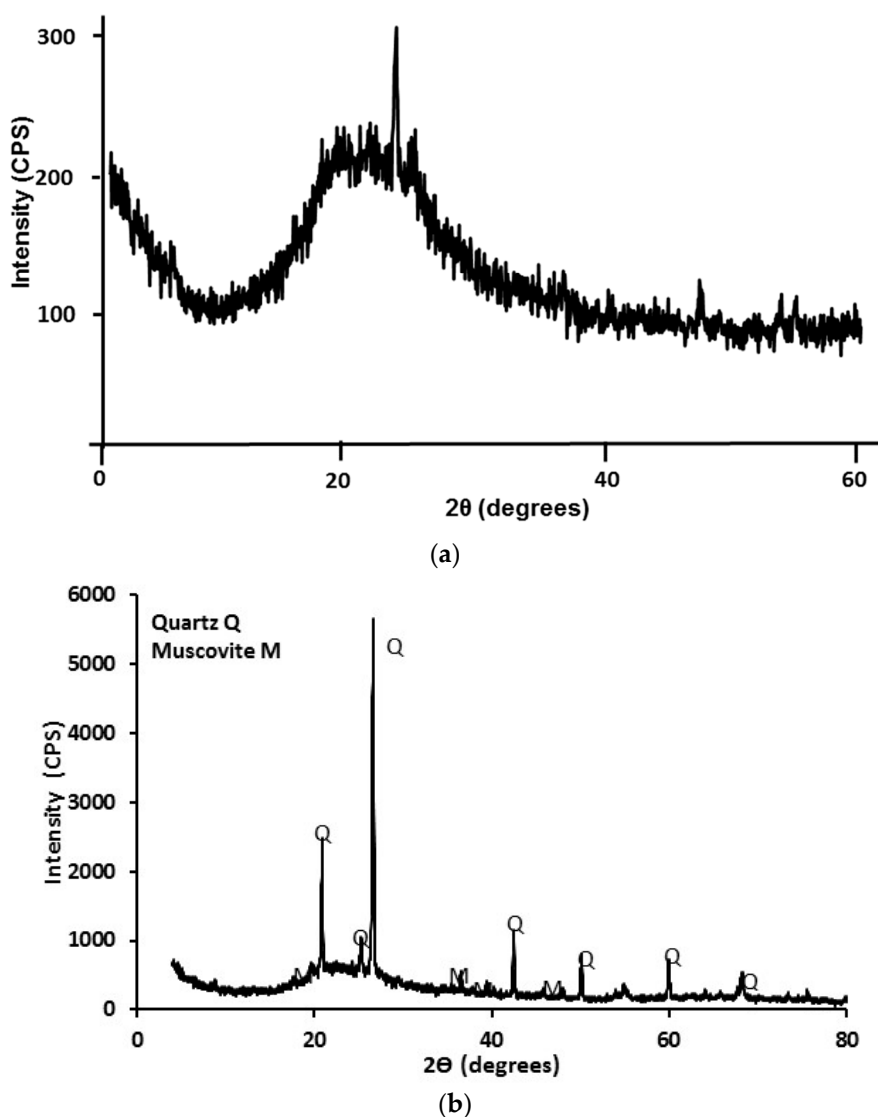 300
200
100
0
20
40
60
Intensity (CPS)
2θ (degrees)
(a)
6000
5000
4000
3000
2000
1000
0
Intensity (CPS)
Quartz Q
Muscovite M
M
Q
Q
Q
M
M
Q
M
Q
Q
Q
0
20
40
60
80
2Ө (degrees)
(b)